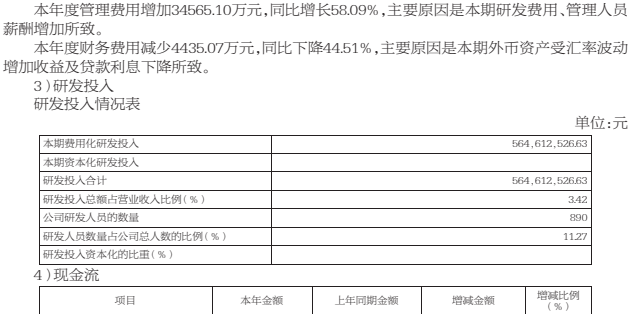 本年度管理费用增加34565.10万元,同比增长58.09%,主要原因是本期研发费用、管理人员
薪酬增加所致。
本年度财务费用减少4435.07万元,同比下降44.51%,主要原因是本期外币资产受汇率波动
增加收益及贷款利息下降所致。
3)研发投入
研发投入情况表
单位:元
本期费用化研发投入 564,612,526.63
本期资本化研发投入
研发投入合计 564,612,526.63
研发投入总额占营业收入比例(%) 3.42
公司研发人员的数量 890
研发人员数量占公司总人数的比例(%) 11.27
研发投入资本化的比重(%)
4)现金流
项目 本年金额 上年同期金额 增减金额 增减比例
(%)